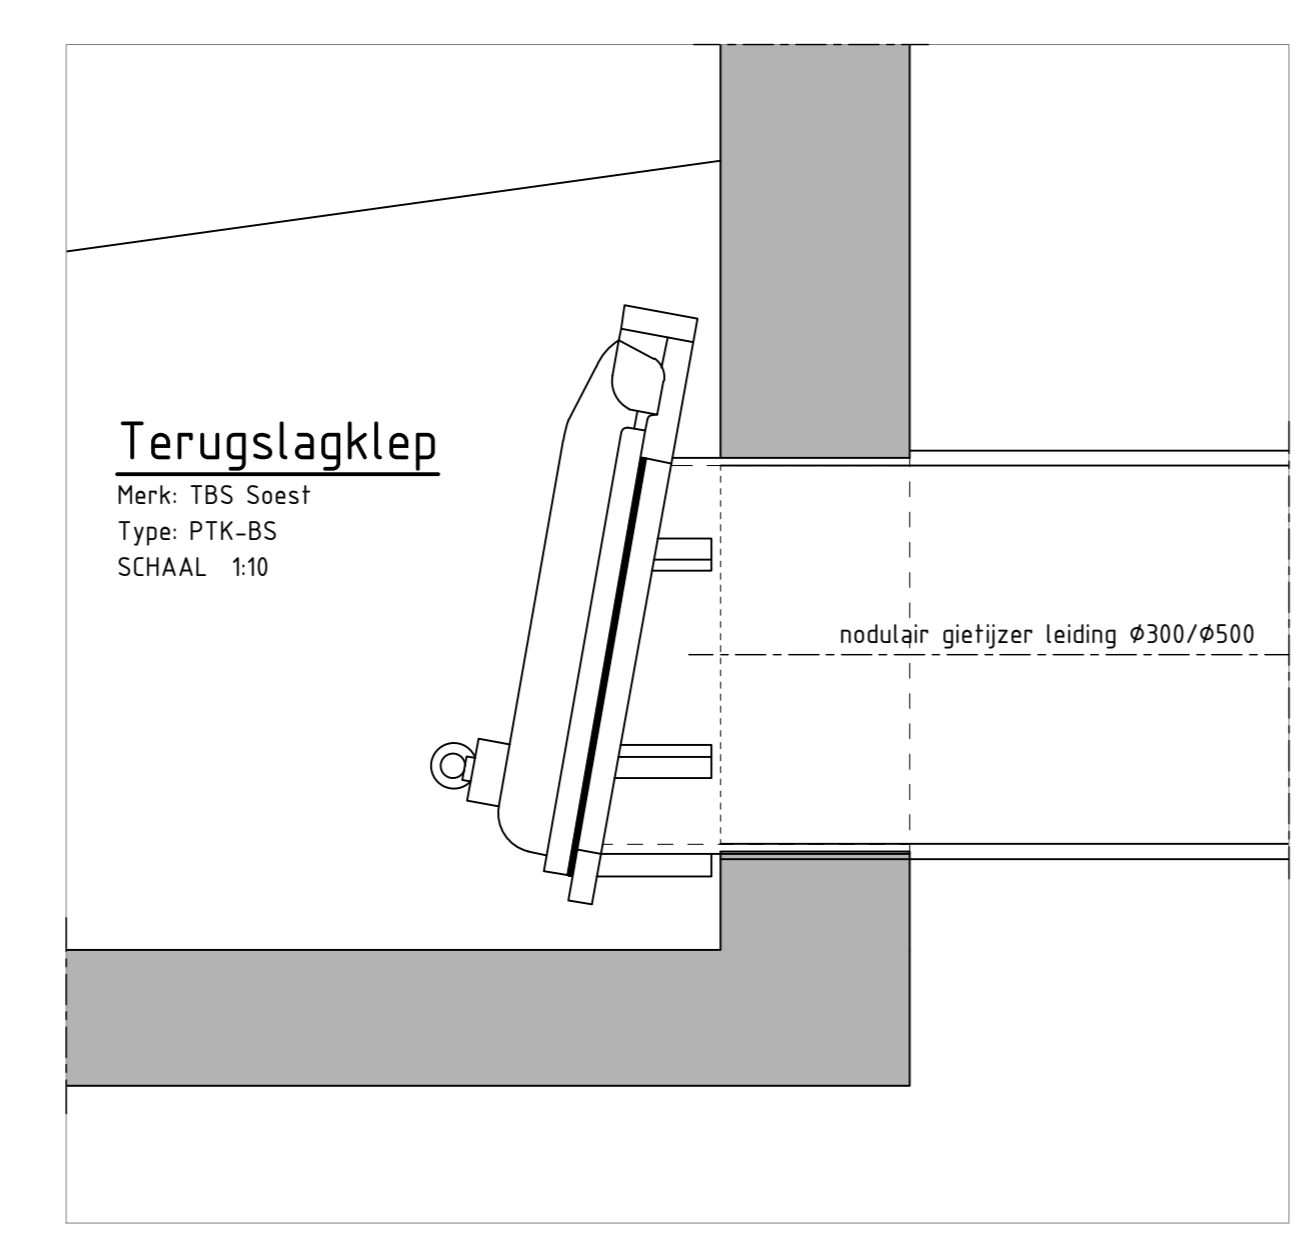 Terugslagklep
Merk: TBS Soest
Type: PTK-BS
SCHAAL 1:10
nodulair gietijzer leiding Ø300/Ø500